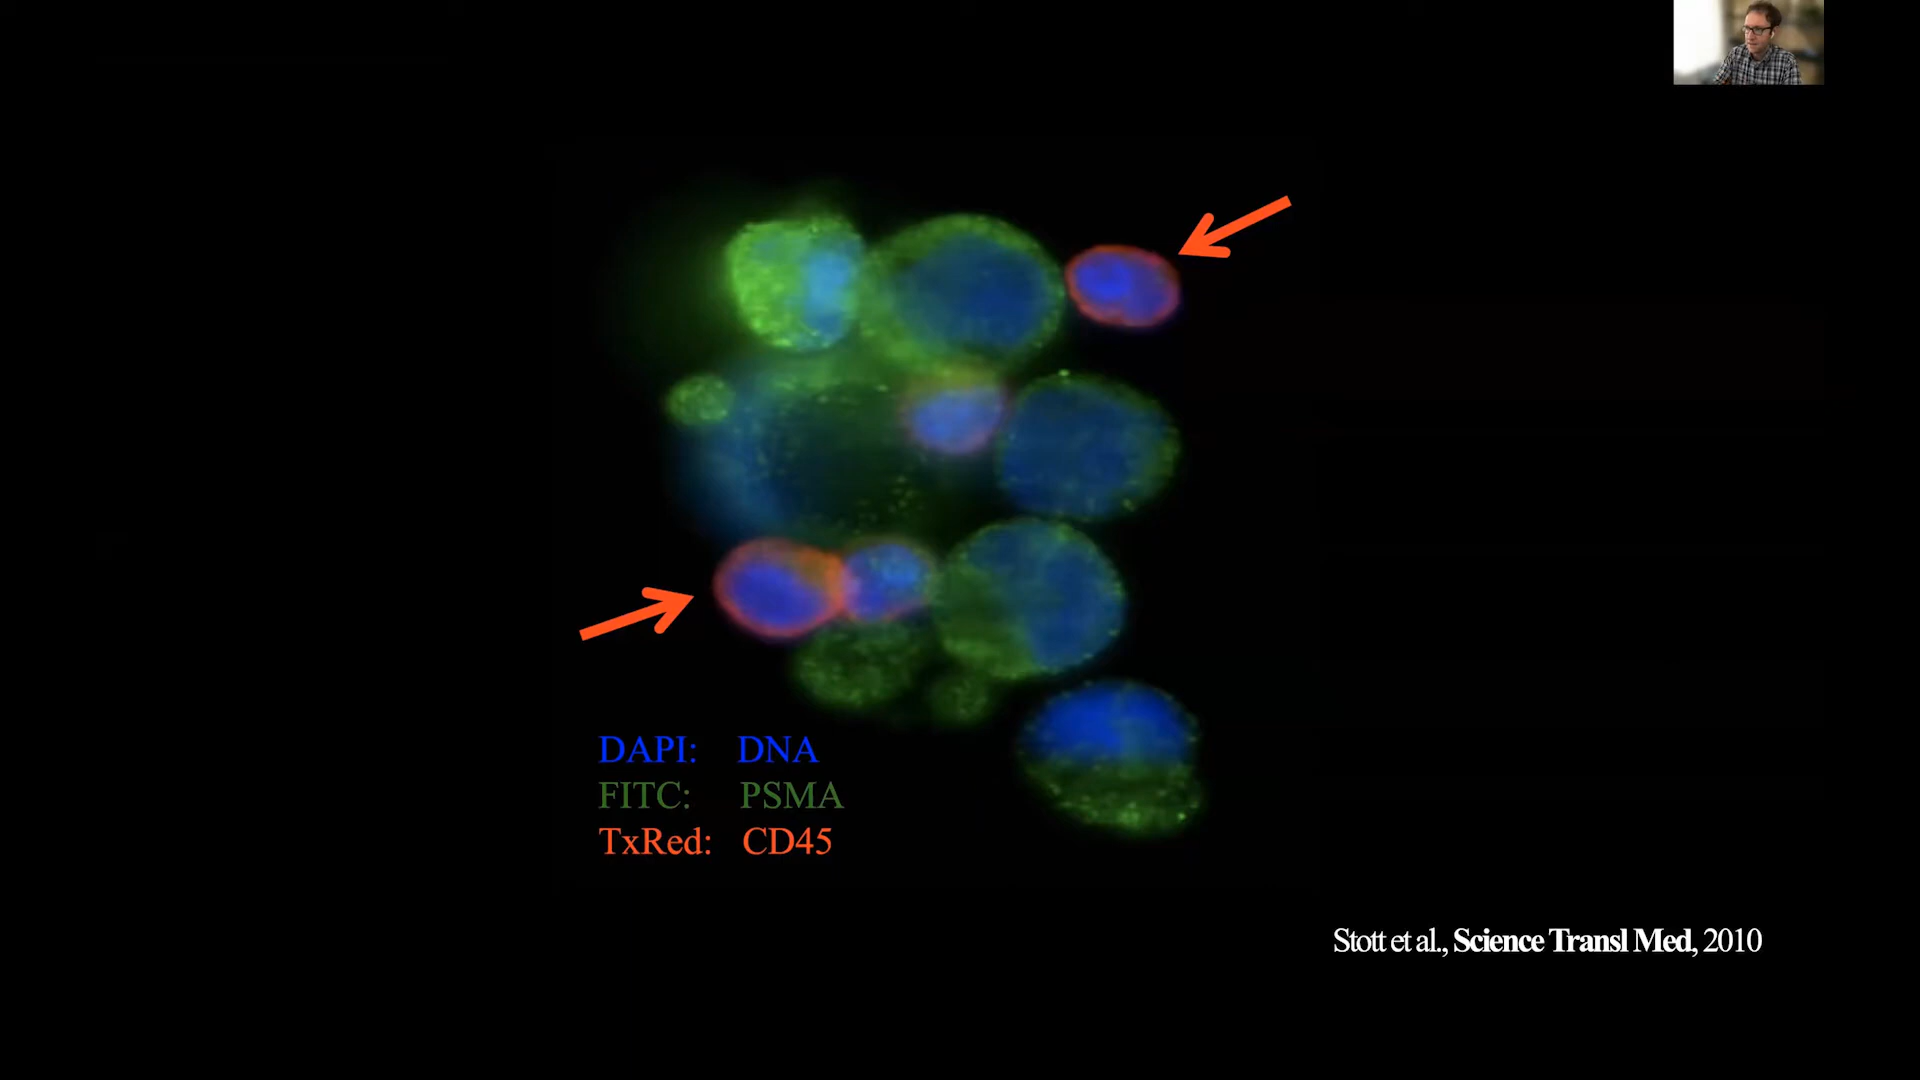 DAPI: DNA
FITC: PSMA
TxRed: CD45
Stott et al., Science Transl Med, 2010